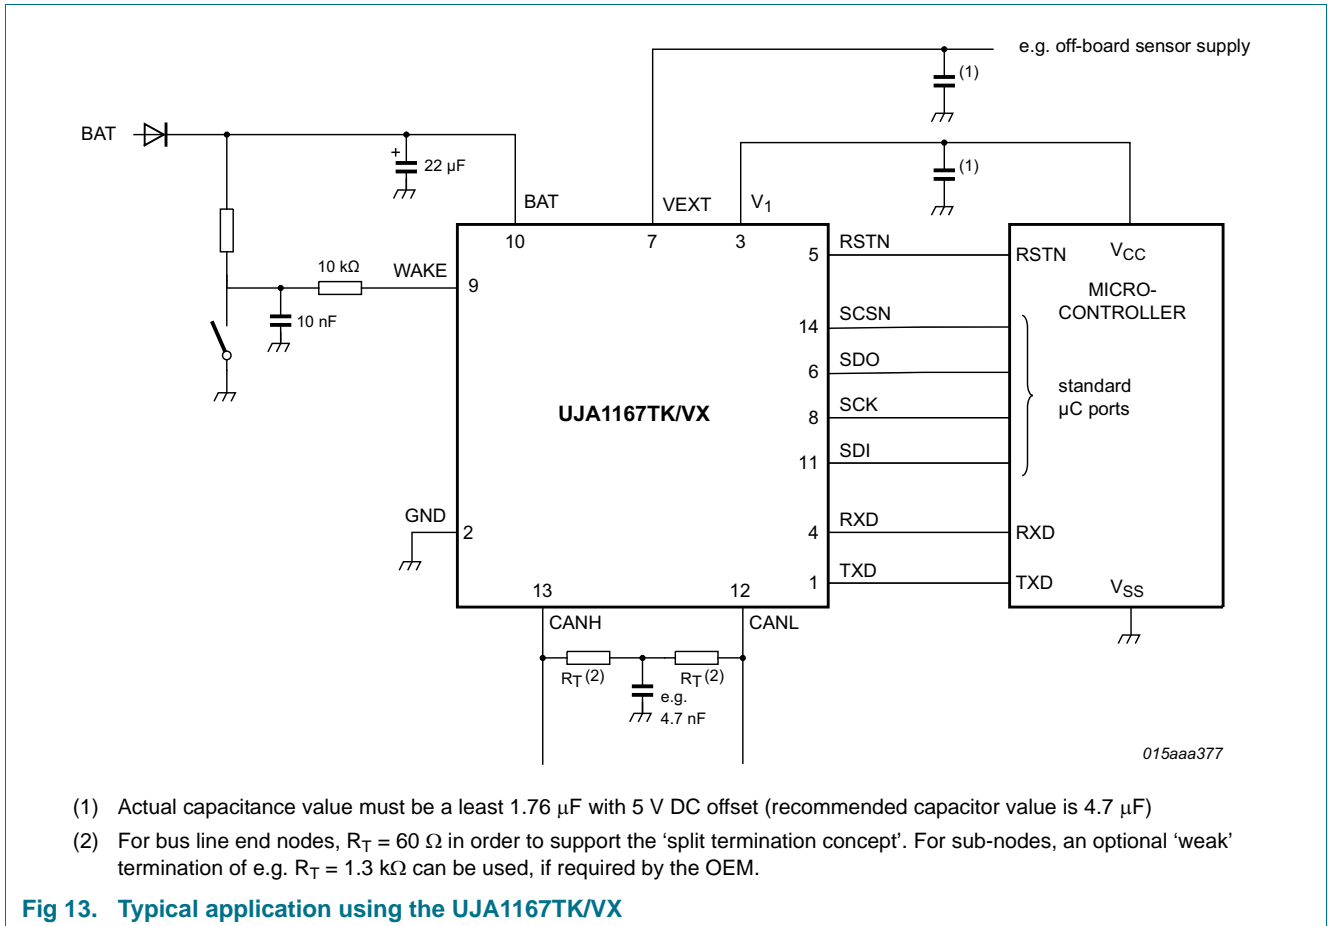 e.g. off-board sensor supply
(1)
BAT
+
22 µF
(1)
BAT
VEXT
V1
10
7
3
5
RSTN
RSTN
VCC
10 kΩ
WAKE
9
MICRO-
CONTROLLER
10 nF
14
SCSN
6
SDO
standard
µC ports
8
SCK
UJA1167TK/VX
11
SDI
GND
2
4
RXD
RXD
1
TXD
TXD
13
12
VSS
CANH
CANL
RT(2)
RT(2)
e.g.
4.7 nF
015aaa377
(1) Actual capacitance value must be a least 1.76 µF with 5 V DC offset (recommended capacitor value is 4.7 µF)
(2) For bus line end nodes, RT = 60 Ω in order to support the ‘split termination concept’. For sub-nodes, an optional ‘weak’
termination of e.g. RT = 1.3 kΩ can be used, if required by the OEM.
Fig 13. Typical application using the UJA1167TK/VX